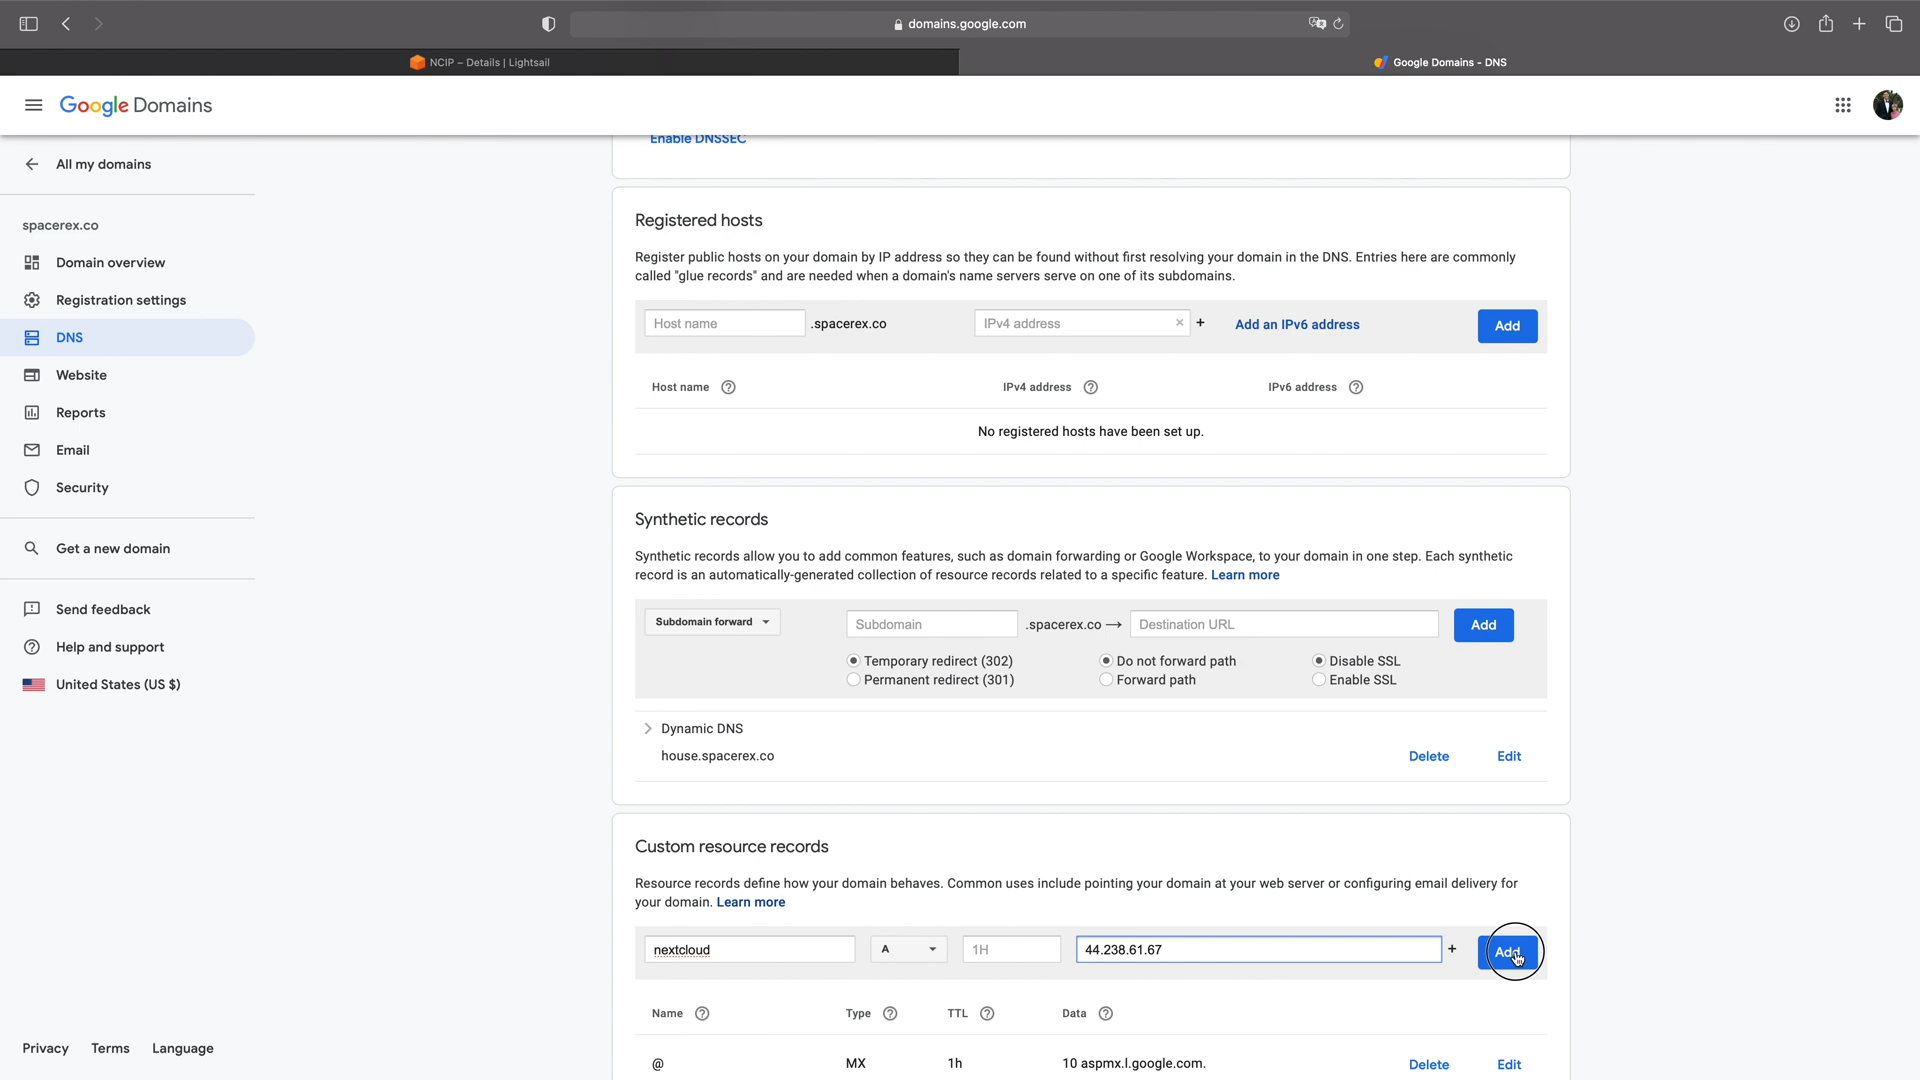 domains.google.com
NCIP – Details | Lightsail
Google Domains - DNS
Google Domains
All my domains
spacerex.co
Domain overview
Registration settings
DNS
Website
Reports
Email
Security
Get a new domain
Send feedback
Help and support
United States (US $)
Privacy Terms Language
Enable DNSSEC
Registered hosts
Register public hosts on your domain by IP address so they can be found without first resolving your domain in the DNS. Entries here are commonly
called "glue records" and are needed when a domain's name servers serve on one of its subdomains.
Host name .spacerex.co IPv4 address × + Add an IPv6 address Add
Host name IPv4 address IPv6 address
No registered hosts have been set up.
Synthetic records
Synthetic records allow you to add common features, such as domain forwarding or Google Workspace, to your domain in one step. Each synthetic
record is an automatically-generated collection of resource records related to a specific feature. Learn more
Subdomain forward Subdomain .spacerex.co → Destination URL Add
Temporary redirect (302) Do not forward path Disable SSL
Permanent redirect (301) Forward path Enable SSL
Dynamic DNS
house.spacerex.co Delete Edit
Custom resource records
Resource records define how your domain behaves. Common uses include pointing your domain at your web server or configuring email delivery for
your domain. Learn more
nextcloud A 1H 44.238.61.67 + Add
Name Type TTL Data
@ MX 1h 10 aspmx.l.google.com. Delete Edit